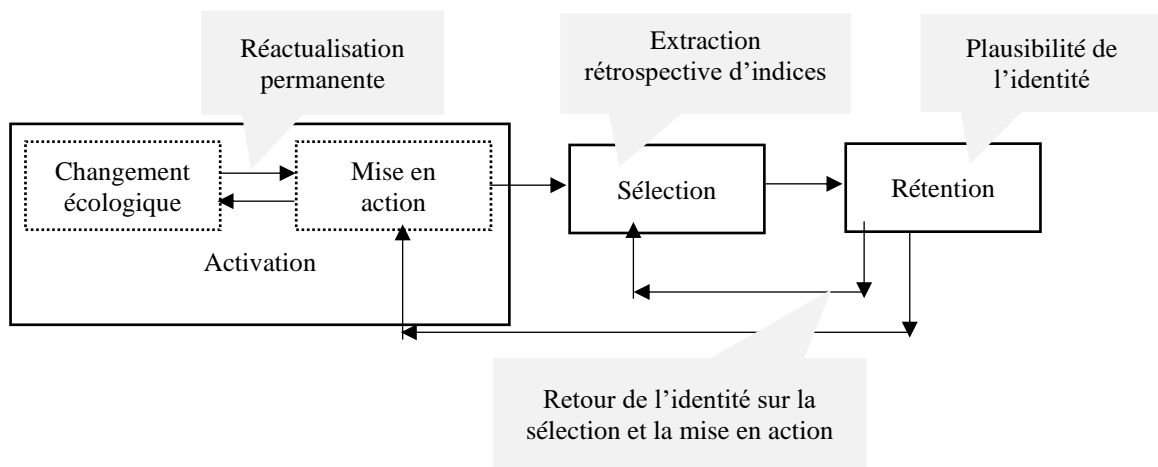 Réactualisation
permanente
Extraction
rétrospective d’indices
Plausibilité de
l’identité
Changement
écologique
Mise en
action
Sélection
Rétention
Activation
Retour de l’identité sur la
sélection et la mise en action